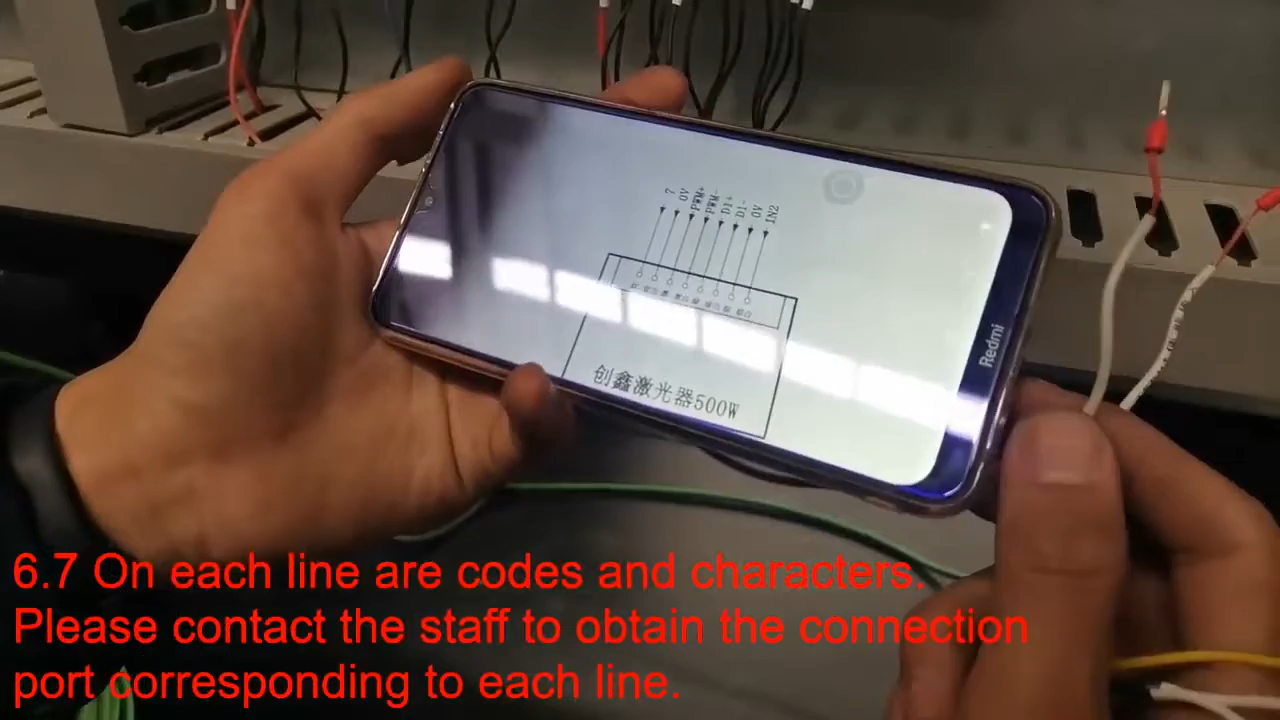 7
0V
PWM+
PWM-
D1+
D1-
0V
IN2
创鑫激光器500W
Redmi
6.7 On each line are codes and characters.
Please contact the staff to obtain the connection
port corresponding to each line.